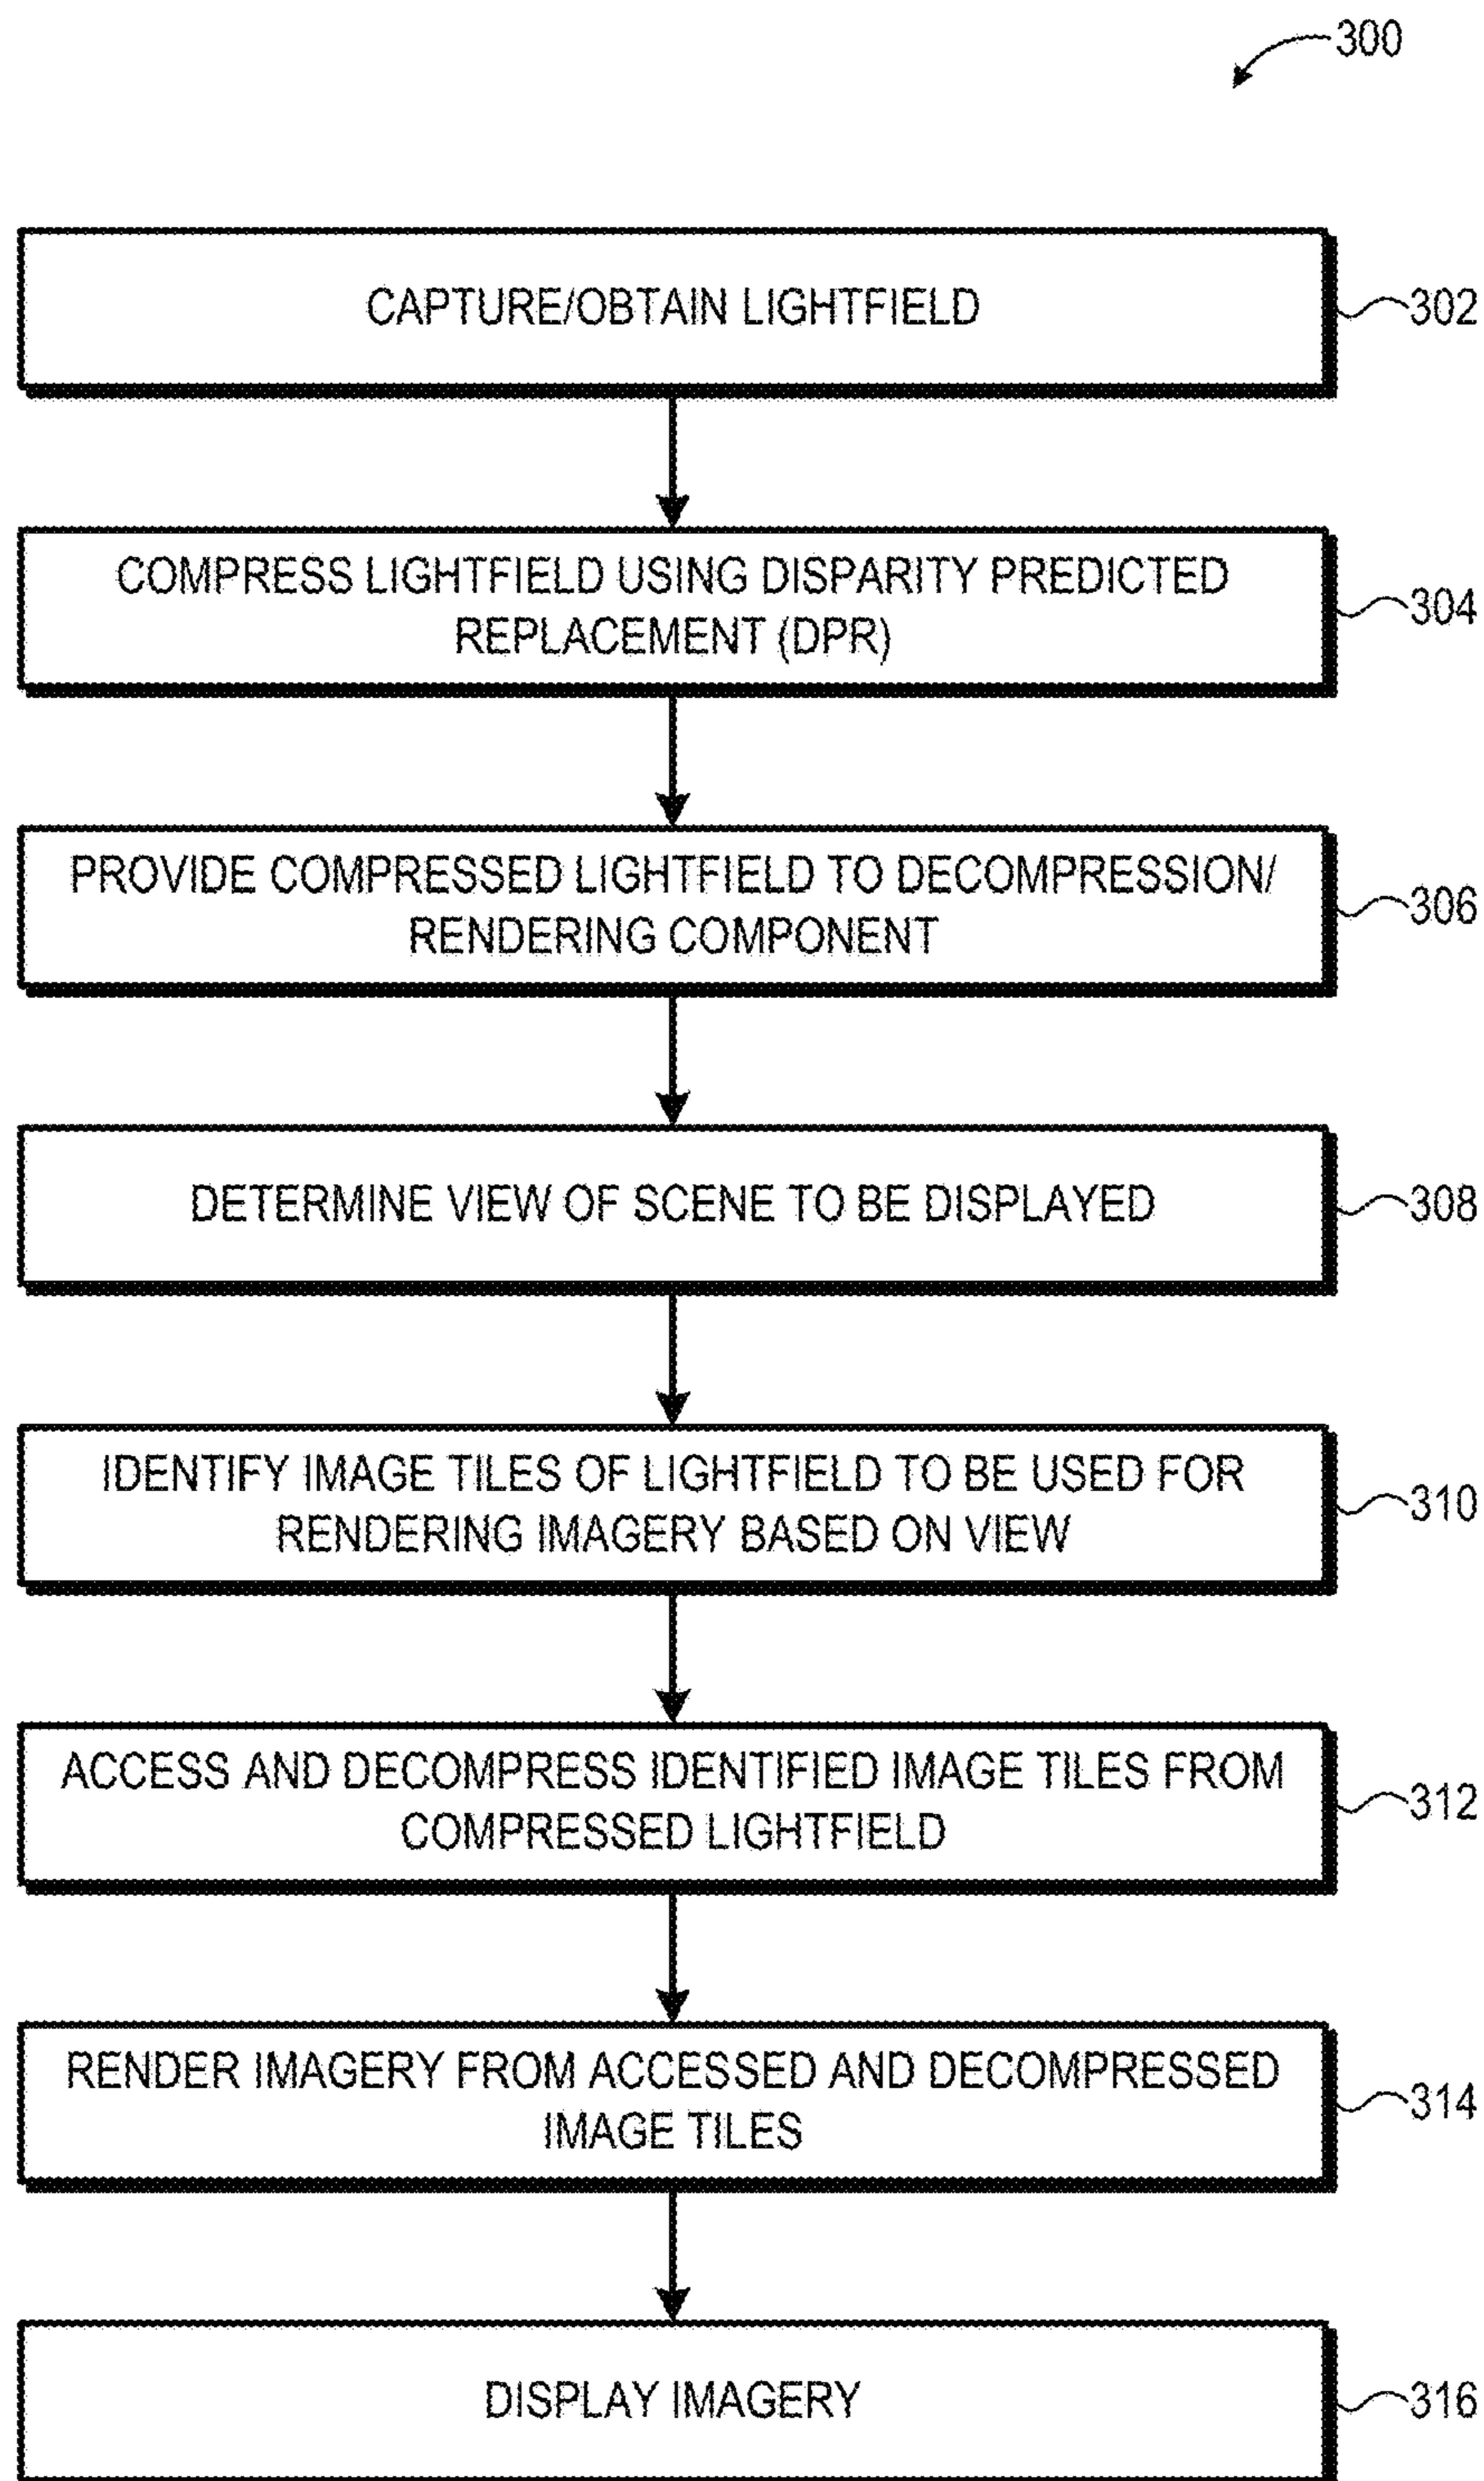 300
CAPTURE/OBTAIN LIGHTFIELD
302
COMPRESS LIGHTFIELD USING DISPARITY PREDICTED
REPLACEMENT (DPR)
304
PROVIDE COMPRESSED LIGHTFIELD TO DECOMPRESSION/
RENDERING COMPONENT
306
DETERMINE VIEW OF SCENE TO BE DISPLAYED
308
IDENTIFY IMAGE TILES OF LIGHTFIELD TO BE USED FOR
RENDERING IMAGERY BASED ON VIEW
310
ACCESS AND DECOMPRESS IDENTIFIED IMAGE TILES FROM
COMPRESSED LIGHTFIELD
312
RENDER IMAGERY FROM ACCESSED AND DECOMPRESSED
IMAGE TILES
314
DISPLAY IMAGERY
316